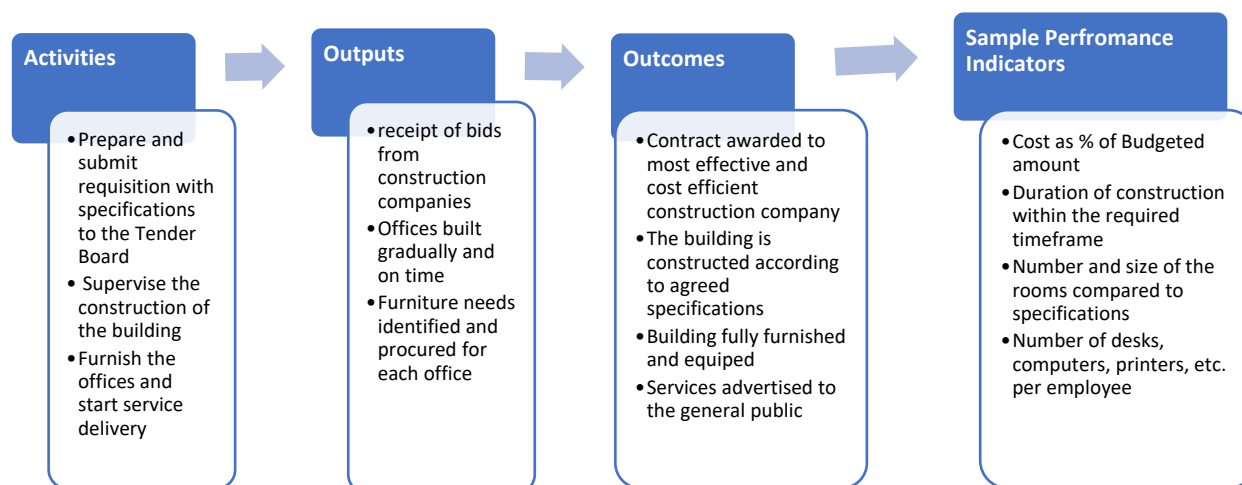 Activities
•Prepare and
submit
requisition with
specifications
to the Tender
Board
• Supervise the
construction of
the building
•Furnish the
offices and
start service
delivery
Outputs
•receipt of bids
from
construction
companies
•Offices built
gradually and
on time
•Furniture needs
identified and
procured for
each office
Outcomes
•Contract awarded to
most effective and
cost efficient
construction company
•The building is
constructed according
to agreed
specifications
•Building fully furnished
and equiped
•Services advertised to
the general public
Sample Perfromance
Indicators
•Cost as % of Budgeted
amount
•Duration of construction
within the required
timeframe
•Number and size of the
rooms compared to
specifications
•Number of desks,
computers, printers, etc.
per employee